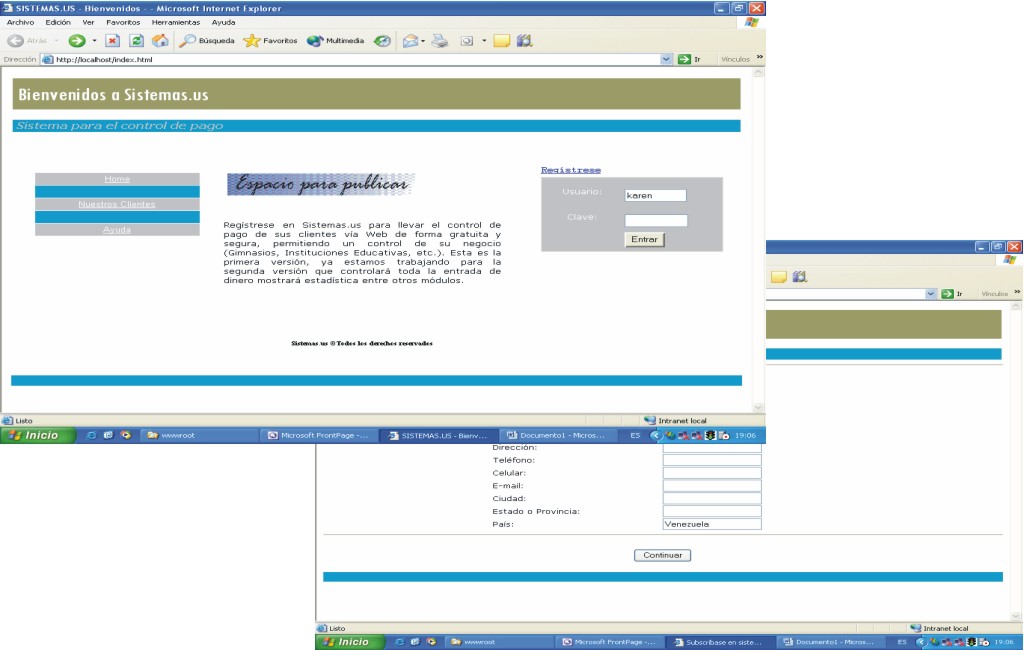 SISTEMAS.US - Bienvenidos - - Microsoft Internet Explorer
Archivo Edición Ver Favoritos Herramientas Ayuda
Atrás Búsqueda Favoritos Multimedia
Dirección http://localhost/index.html Ir Vínculos »
Bienvenidos a Sistemas.us
Sistema para el control de pago
Home
Nuestros Clientes
Ayuda
Espacio para publicar
Regístrese en Sistemas.us para llevar el control de
pago de sus clientes vía Web de forma gratuita y
segura, permitiendo un control de su negocio
(Gimnasios, Instituciones Educativas, etc.). Esta es la
primera versión, ya estamos trabajando para la
segunda versión que controlará toda la entrada de
dinero mostrará estadística entre otros módulos.
Registrese
Usuario: karen
Clave:
Entrar
Sistemas.us ® Todos los derechos reservados
Listo Intranet local
Inicio wwwroot Microsoft FrontPage -... SISTEMAS.US - Bienv... Documento1 - Micros... ES 19:06
Ir Vínculos »
Dirección:
Teléfono:
Celular:
E-mail:
Ciudad:
Estado o Provincia:
País: Venezuela
Continuar
Listo Intranet local
Inicio wwwroot Microsoft FrontPage -... Subscribase en siste... Documento1 - Micros... ES 19:06